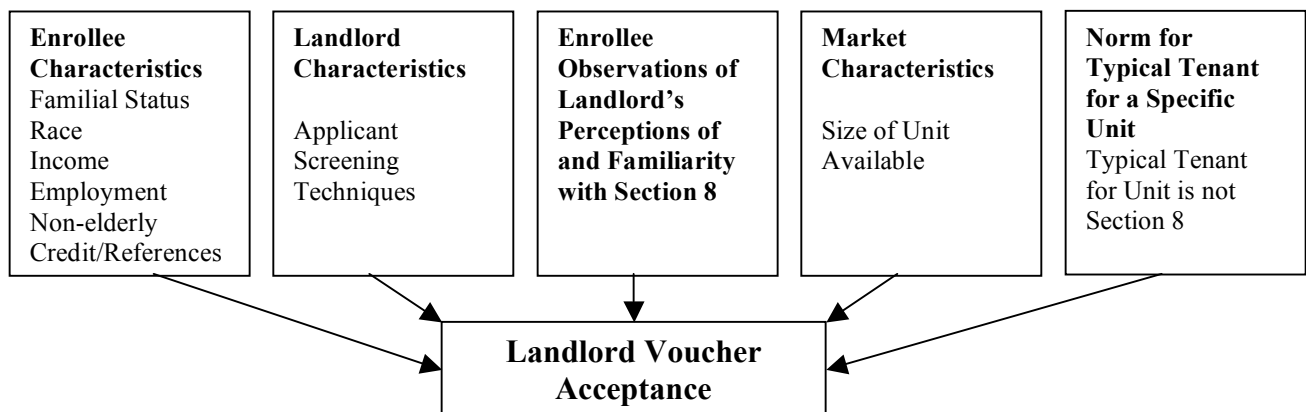 Enrollee
Characteristics
Familial Status
Race
Income
Employment
Non-elderly
Credit/References
Landlord
Characteristics
Applicant
Screening
Techniques
Enrollee
Observations of
Landlord's
Perceptions of
and Familiarity
with Section 8
Market
Characteristics
Size of Unit
Available
Norm for
Typical Tenant
for a Specific
Unit
Typical Tenant
for Unit is not
Section 8
Landlord Voucher
Acceptance